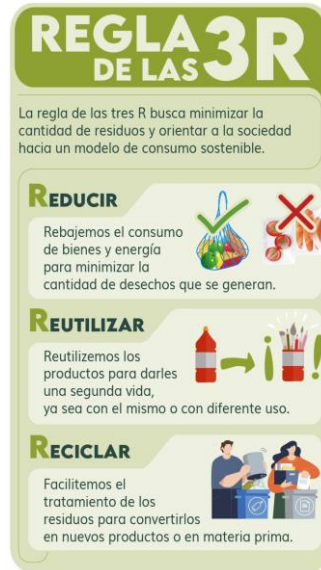 REGLA
DE LAS 3R
La regla de las tres R busca minimizar la
cantidad de residuos y orientar a la sociedad
hacia un modelo de consumo sostenible.
REDUCIR
Rebajemos el consumo
de bienes y energía
para minimizar la
cantidad de desechos que se generan.
REUTILIZAR
Reutilizemos los
productos para darles
una segunda vida,
ya sea con el mismo o con diferente uso.
RECICLAR
Facilitemos el
tratamiento de los
residuos para convertirlos
en nuevos productos o en materia prima.